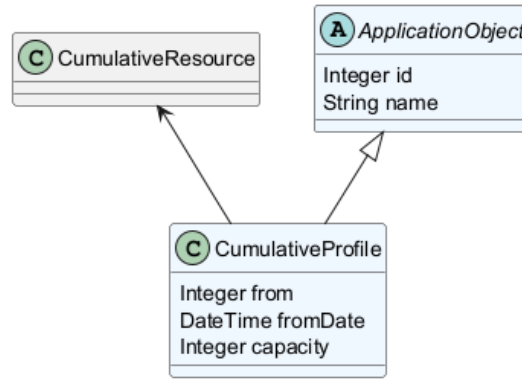 C CumulativeResource
A ApplicationObject
Integer id
String name
C CumulativeProfile
Integer from
DateTime fromDate
Integer capacity